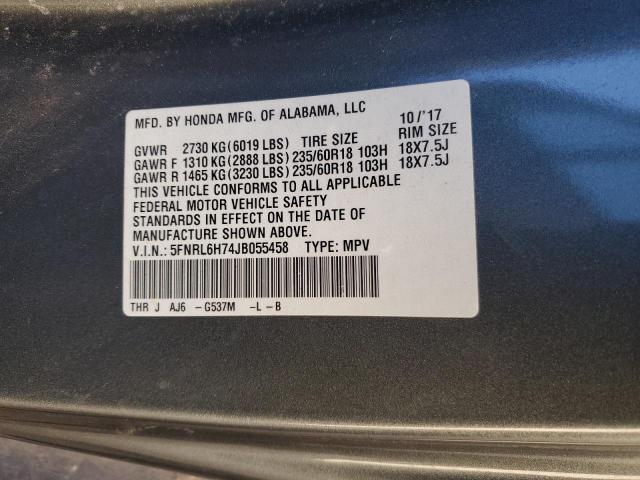 MFD. BY HONDA MFG. OF ALABAMA, LLC 10/'17
GVWR 2730 KG(6019 LBS) TIRE SIZE RIM SIZE
GAWR F 1310 KG(2888 LBS)235/60R18 103H 18X7.5J
GAWR R 1465 KG(3230 LBS)235/60R18 103H 18X7.5J
THIS VEHICLE CONFORMS TO ALL APPLICABLE
FEDERAL MOTOR VEHICLE SAFETY
STANDARDS IN EFFECT ON THE DATE OF
MANUFACTURE SHOWN ABOVE.
V.I.N.: 5FNRL6H74JB055458 TYPE: MPV
THR J AJ6 -G537M -L-B